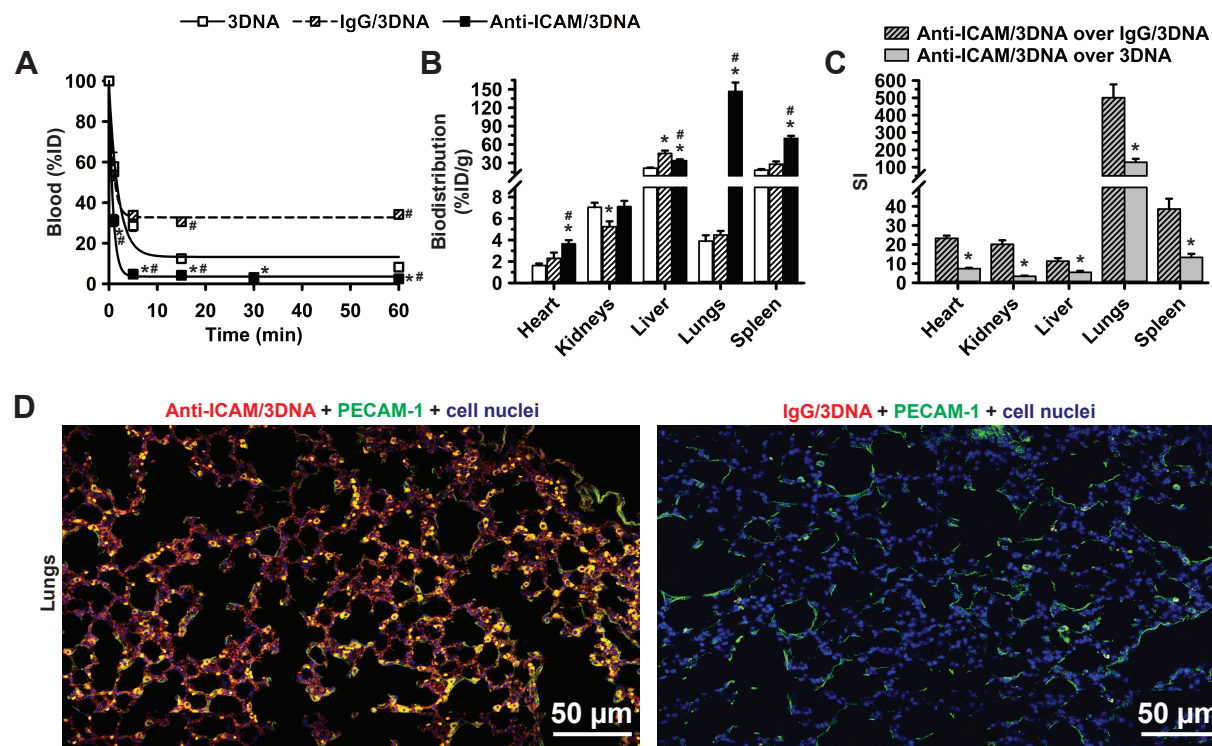 3DNA IgG/3DNA Anti-ICAM/3DNA
Anti-ICAM/3DNA over IgG/3DNA
Anti-ICAM/3DNA over 3DNA
A
Blood (%ID)
100
80
60
40
20
0
*
#
*#
*#
*
*#
#
#
0 10 20 30 40 50 60
Time (min)
B
Biodistribution
(%ID/g)
150
120
90
60
30
8
6
4
2
0
#
*
*
*
#
*
#
*
#
*
Heart
Kidneys
Liver
Lungs
Spleen
C
SI
600
500
400
300
200
100
40
30
20
10
0
*
*
*
*
*
Heart
Kidneys
Liver
Lungs
Spleen
D
Anti-ICAM/3DNA + PECAM-1 + cell nuclei
IgG/3DNA + PECAM-1 + cell nuclei
Lungs
50 µm
50 µm